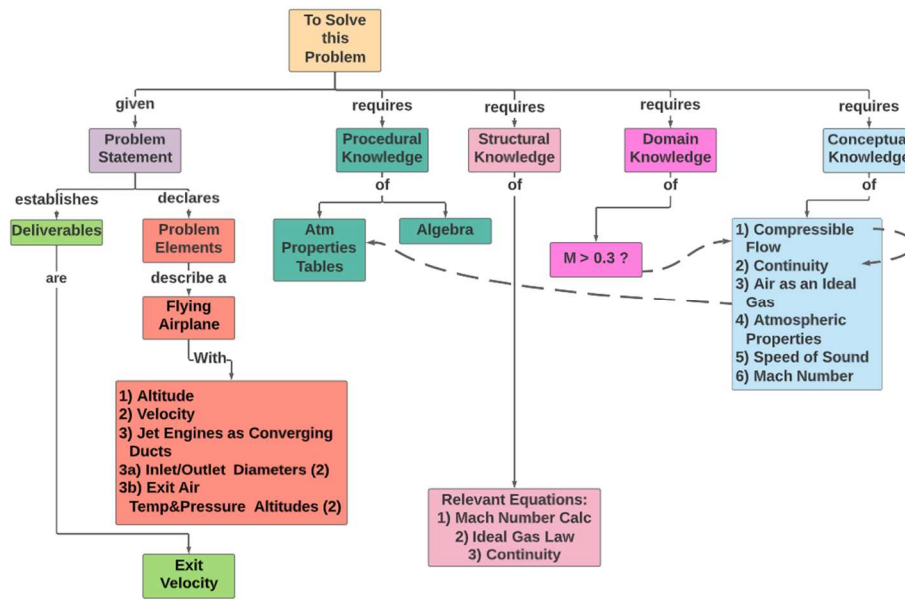 To Solve
this
Problem
given
requires
requires
requires
requires
Problem
Statement
Procedural
Knowledge
Structural
Knowledge
Domain
Knowledge
Conceptual
Knowledge
of
of
of
of
establishes
declares
Deliverables
Problem
Elements
Atm
Properties
Tables
Algebra
M > 0.3 ?
1) Compressible
Flow
2) Continuity
3) Air as an Ideal
Gas
4) Atmospheric
Properties
5) Speed of Sound
6) Mach Number
are
describe a
Flying
Airplane
With
1) Altitude
2) Velocity
3) Jet Engines as Converging
Ducts
3a) Inlet/Outlet Diameters (2)
3b) Exit Air
Temp&Pressure Altitudes (2)
Relevant Equations:
1) Mach Number Calc
2) Ideal Gas Law
3) Continuity
Exit
Velocity